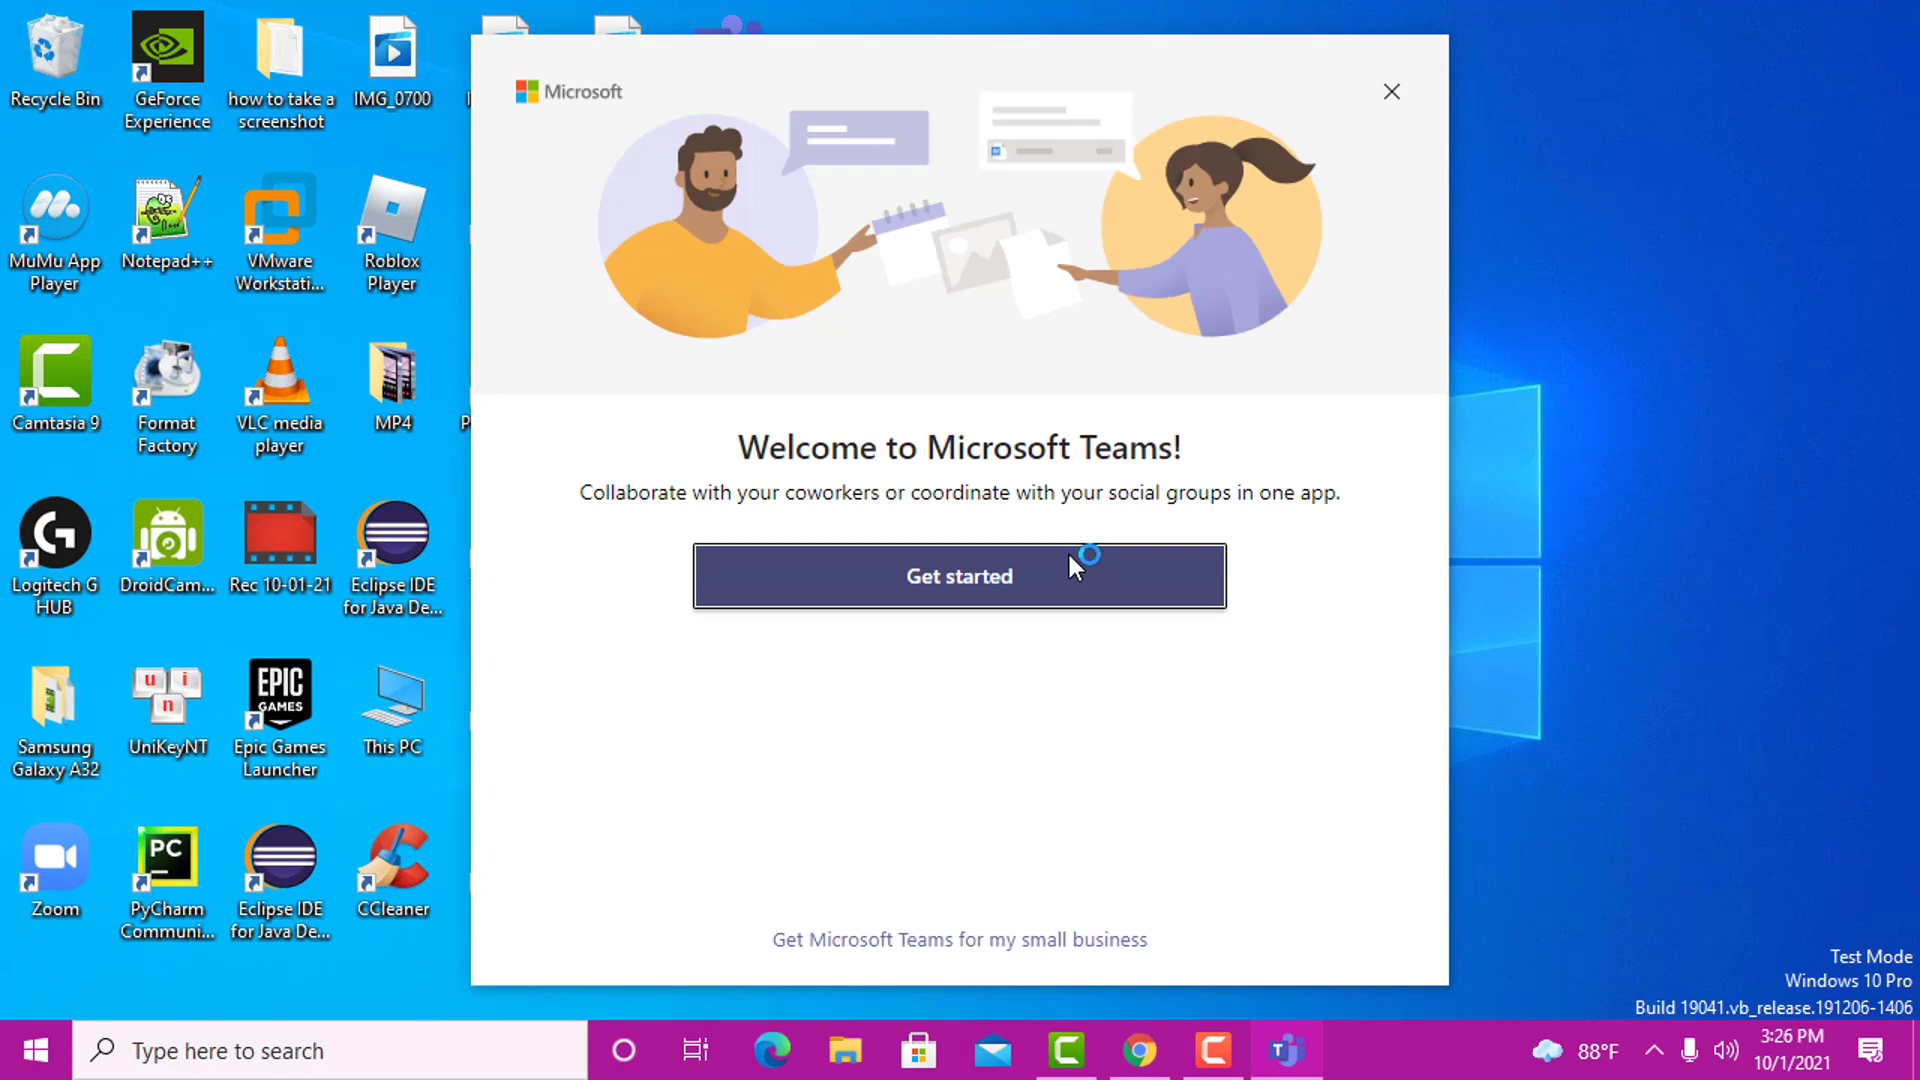 Recycle Bin
GeForce
Experience
how to take a
screenshot
IMG_0700
MuMu App
Player
Notepad++
VMware
Workstati...
Roblox
Player
Camtasia 9
Format
Factory
VLC media
player
MP4
P
Logitech G
HUB
DroidCam...
Rec 10-01-21
Eclipse IDE
for Java De...
Samsung
Galaxy A32
u i
n
UniKeyNT
EPIC
GAMES
Epic Games
Launcher
This PC
Zoom
PC
PyCharm
Communi...
Eclipse IDE
for Java De...
CCleaner
Microsoft
Welcome to Microsoft Teams!
Collaborate with your coworkers or coordinate with your social groups in one app.
Get started
Get Microsoft Teams for my small business
Test Mode
Windows 10 Pro
Build 19041.vb_release.191206-1406
Type here to search
88°F
3:26 PM
10/1/2021